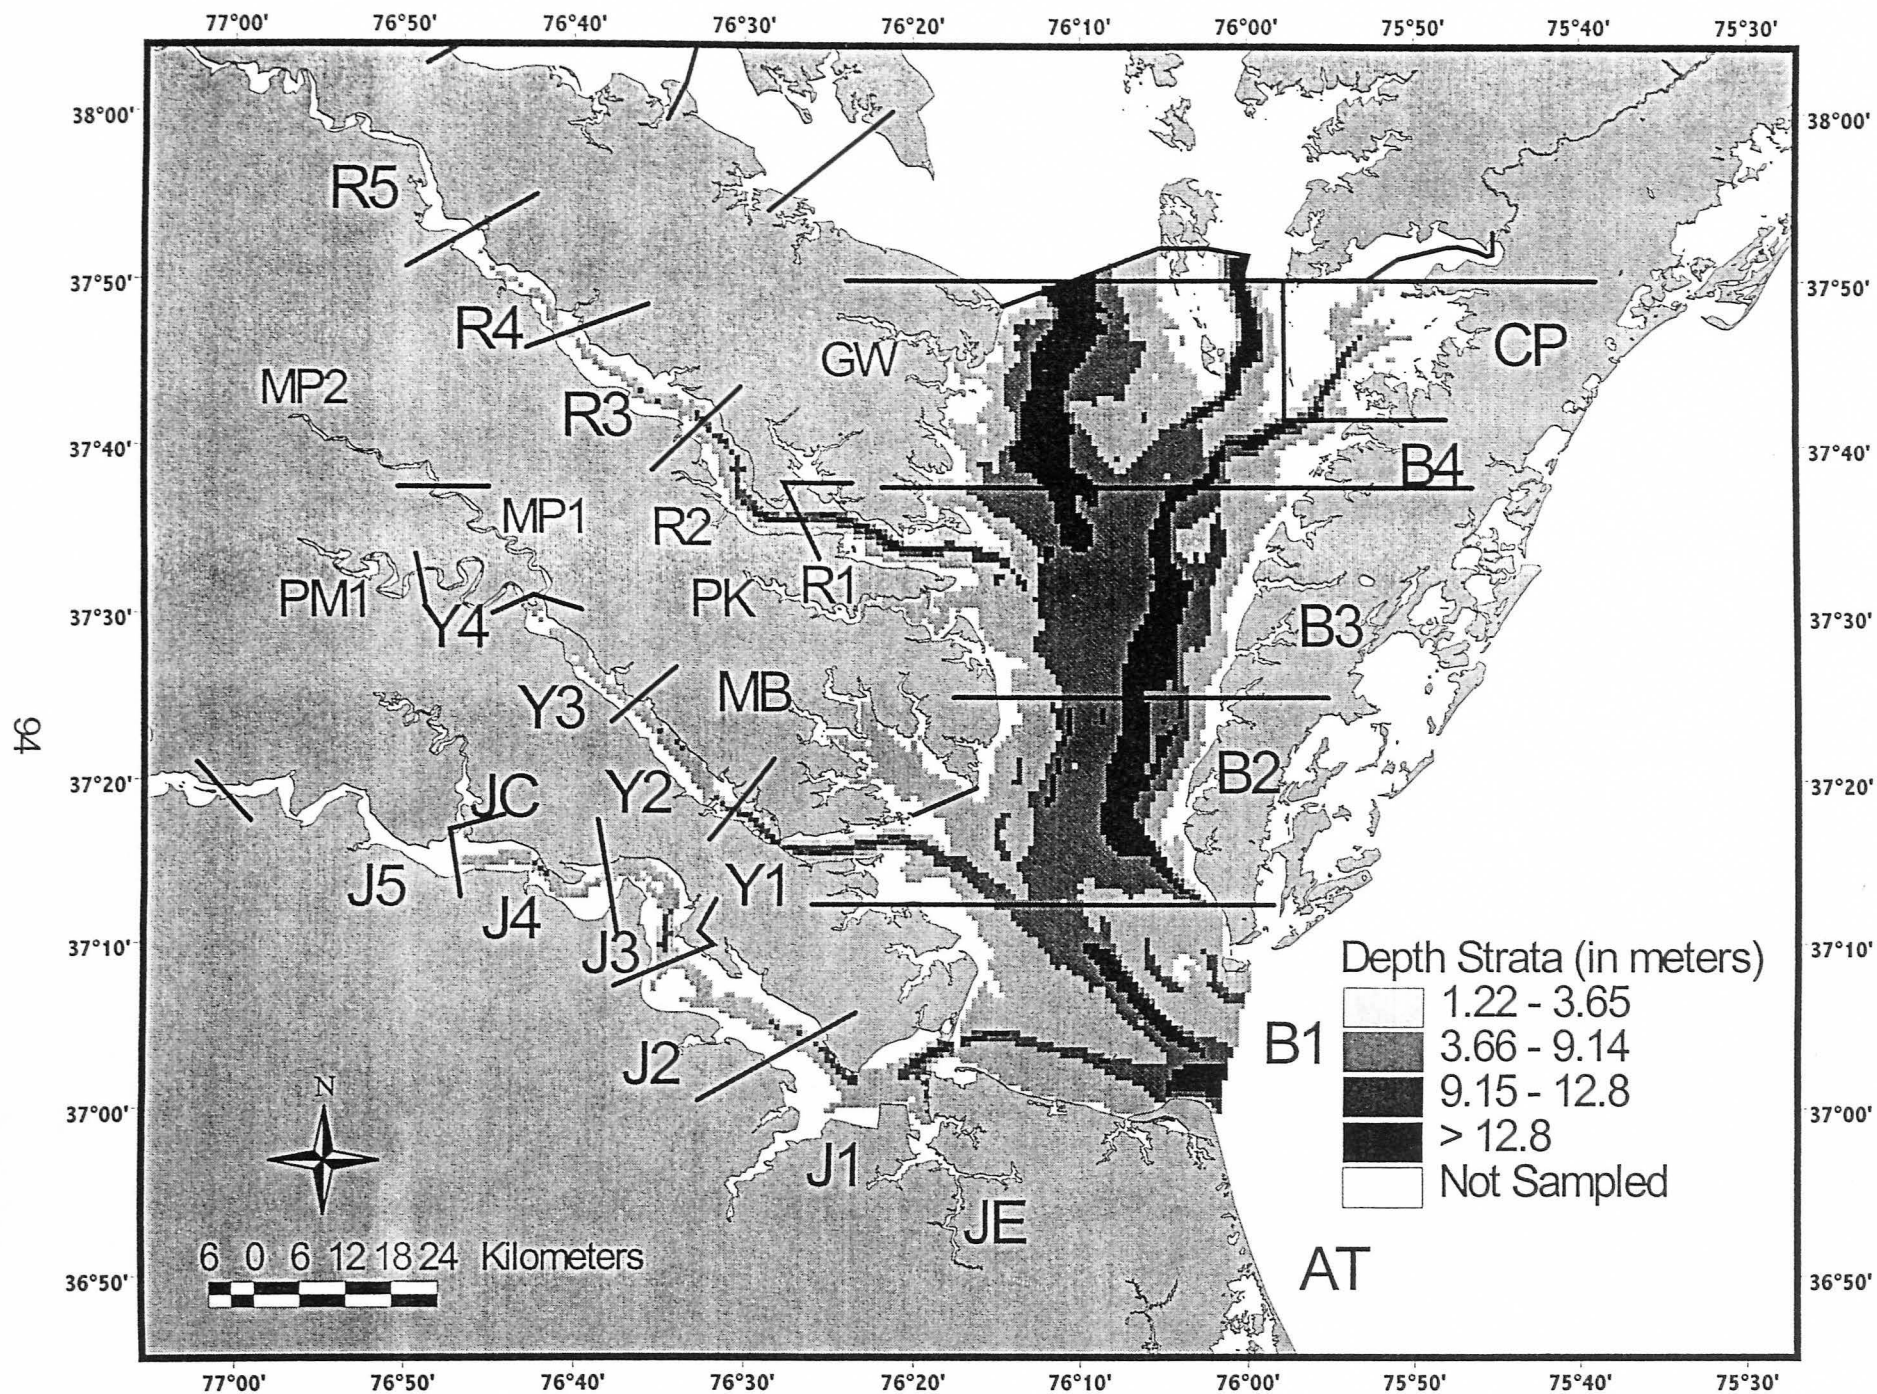 77°00' 76°50' 76°40' 76°30' 76°20' 76°10' 76°00' 75°50' 75°40' 75°30'
38°00' 38°00'
R5
37°50' 37°50'
R4 GW CP
MP2 R3
37°40' 37°40'
B4
MP1 R2
PM1 PK R1
Y4 B3
37°30' 37°30'
MB
Y3
94
B2
37°20' 37°20'
JC Y2
J5 Y1
J4
J3
37°10' 37°10'
Depth Strata (in meters)
1.22 - 3.65
B1
3.66 - 9.14
J2
9.15 - 12.8
N
37°00' 37°00'
> 12.8
J1
Not Sampled
JE
6 0 6 12 18 24 Kilometers
AT
36°50' 36°50'
77°00' 76°50' 76°40' 76°30' 76°20' 76°10' 76°00' 75°50' 75°40' 75°30'